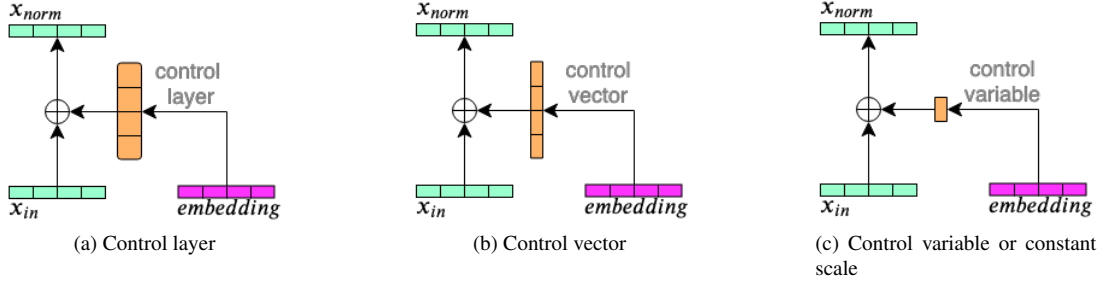 x_norm
control
layer
x_in
embedding
(a) Control layer
x_norm
control
vector
x_in
embedding
(b) Control vector
x_norm
control
variable
x_in
embedding
(c) Control variable or constant
scale